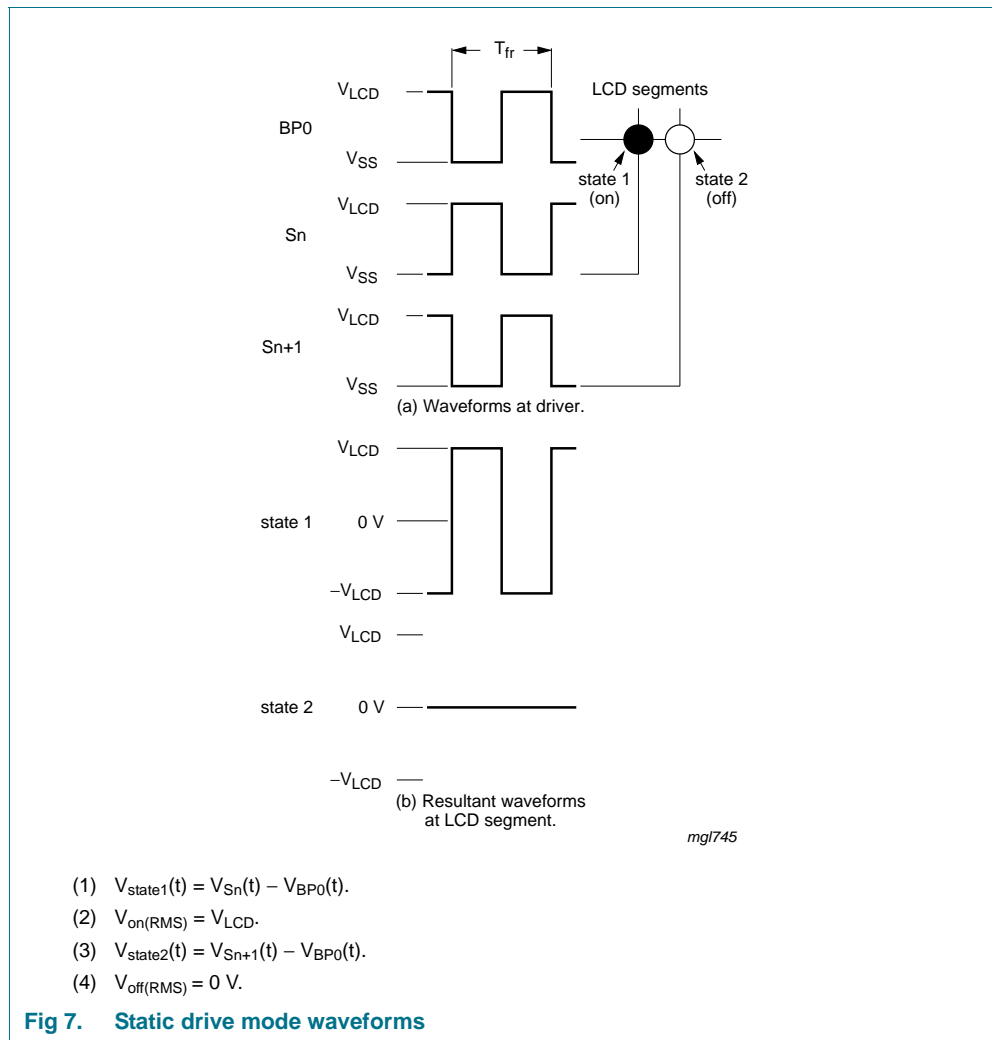 T_fr
V_LCD
BP0
V_SS
LCD segments
state 1
(on)
state 2
(off)
V_LCD
Sn
V_SS
V_LCD
Sn+1
V_SS
(a) Waveforms at driver.
V_LCD
state 1 0 V
−V_LCD
V_LCD
state 2 0 V
−V_LCD
(b) Resultant waveforms
at LCD segment.
mgl745
(1) V_state1(t) = V_Sn(t) − V_BP0(t).
(2) V_on(RMS) = V_LCD.
(3) V_state2(t) = V_Sn+1(t) − V_BP0(t).
(4) V_off(RMS) = 0 V.
Fig 7. Static drive mode waveforms